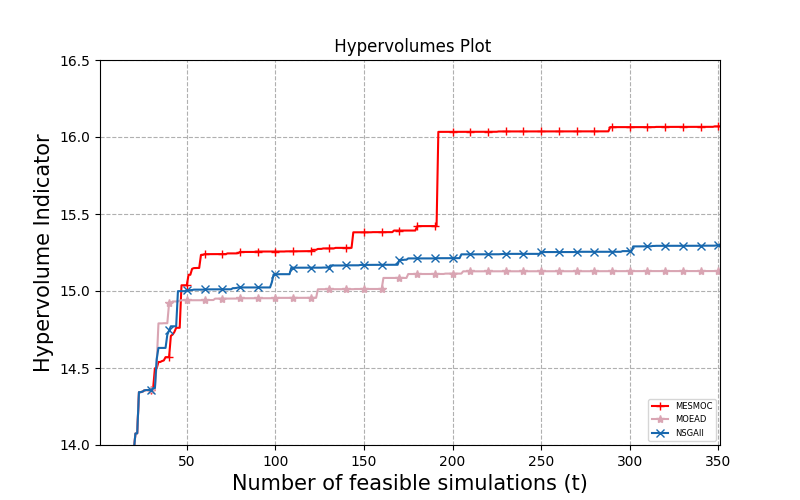 Hypervolumes Plot
Hypervolume Indicator
16.5
16.0
15.5
15.0
14.5
14.0
50 100 150 200 250 300 350
Number of feasible simulations (t)
MESMOC
MOEAD
NSGAII